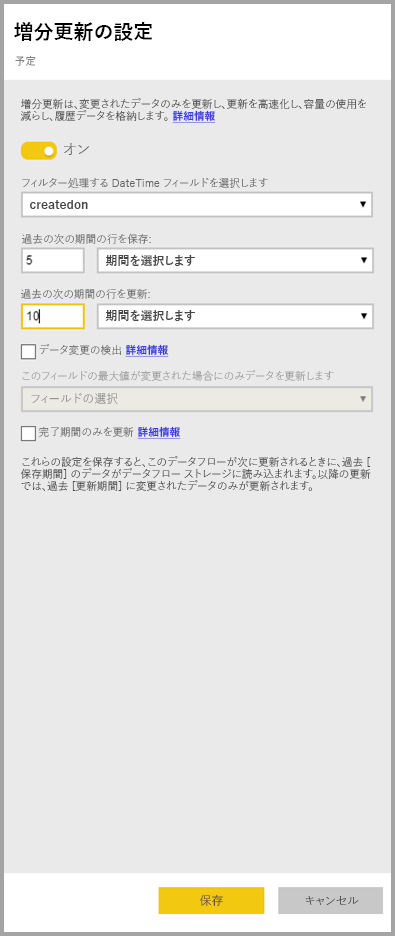 増分更新の設定
予定
増分更新は、変更されたデータのみを更新し、更新を高速化し、容量の使用を
減らし、履歴データを格納します。 詳細情報
オン
フィルター処理する DateTime フィールドを選択します
createdon
過去の次の期間の行を保存:
5 期間を選択します
過去の次の期間の行を更新:
10 期間を選択します
データ変更の検出 詳細情報
このフィールドの最大値が変更された場合にのみデータを更新します
フィールドの選択
完了期間のみを更新 詳細情報
これらの設定を保存すると、このデータフローが次に更新されるときに、過去 [
保存期間] のデータがデータフロー ストレージに読み込まれます。以降の更新
では、過去 [更新期間] に変更されたデータのみが更新されます。
保存 キャンセル